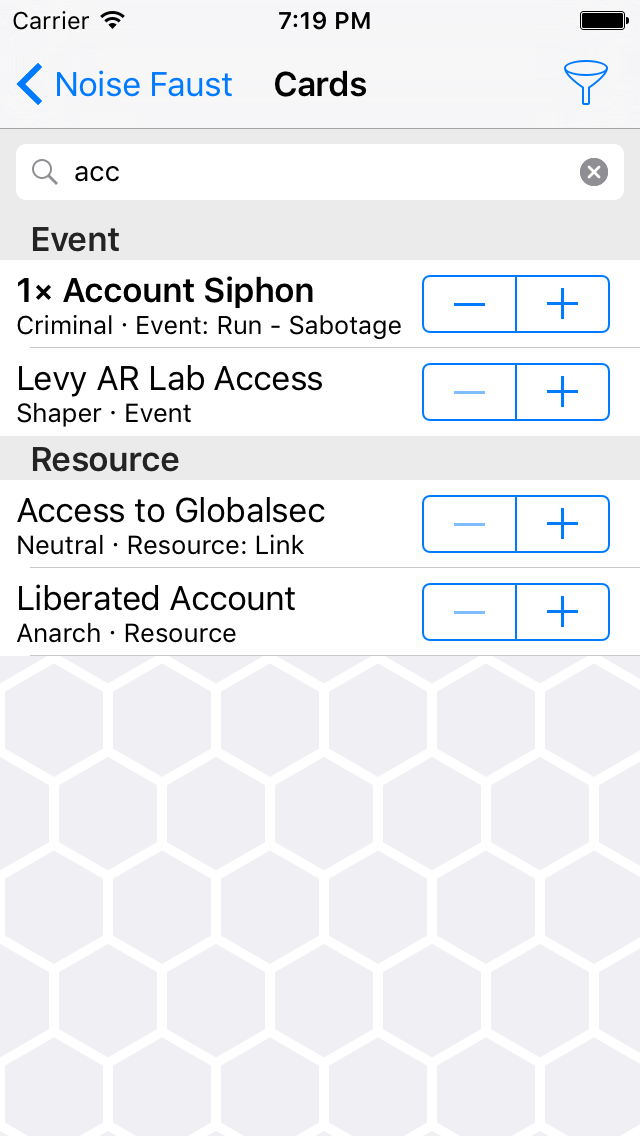 Carrier 7:19 PM
Noise Faust Cards
acc
Event
1× Account Siphon
Criminal · Event: Run - Sabotage
Levy AR Lab Access
Shaper · Event
Resource
Access to Globalsec
Neutral · Resource: Link
Liberated Account
Anarch · Resource